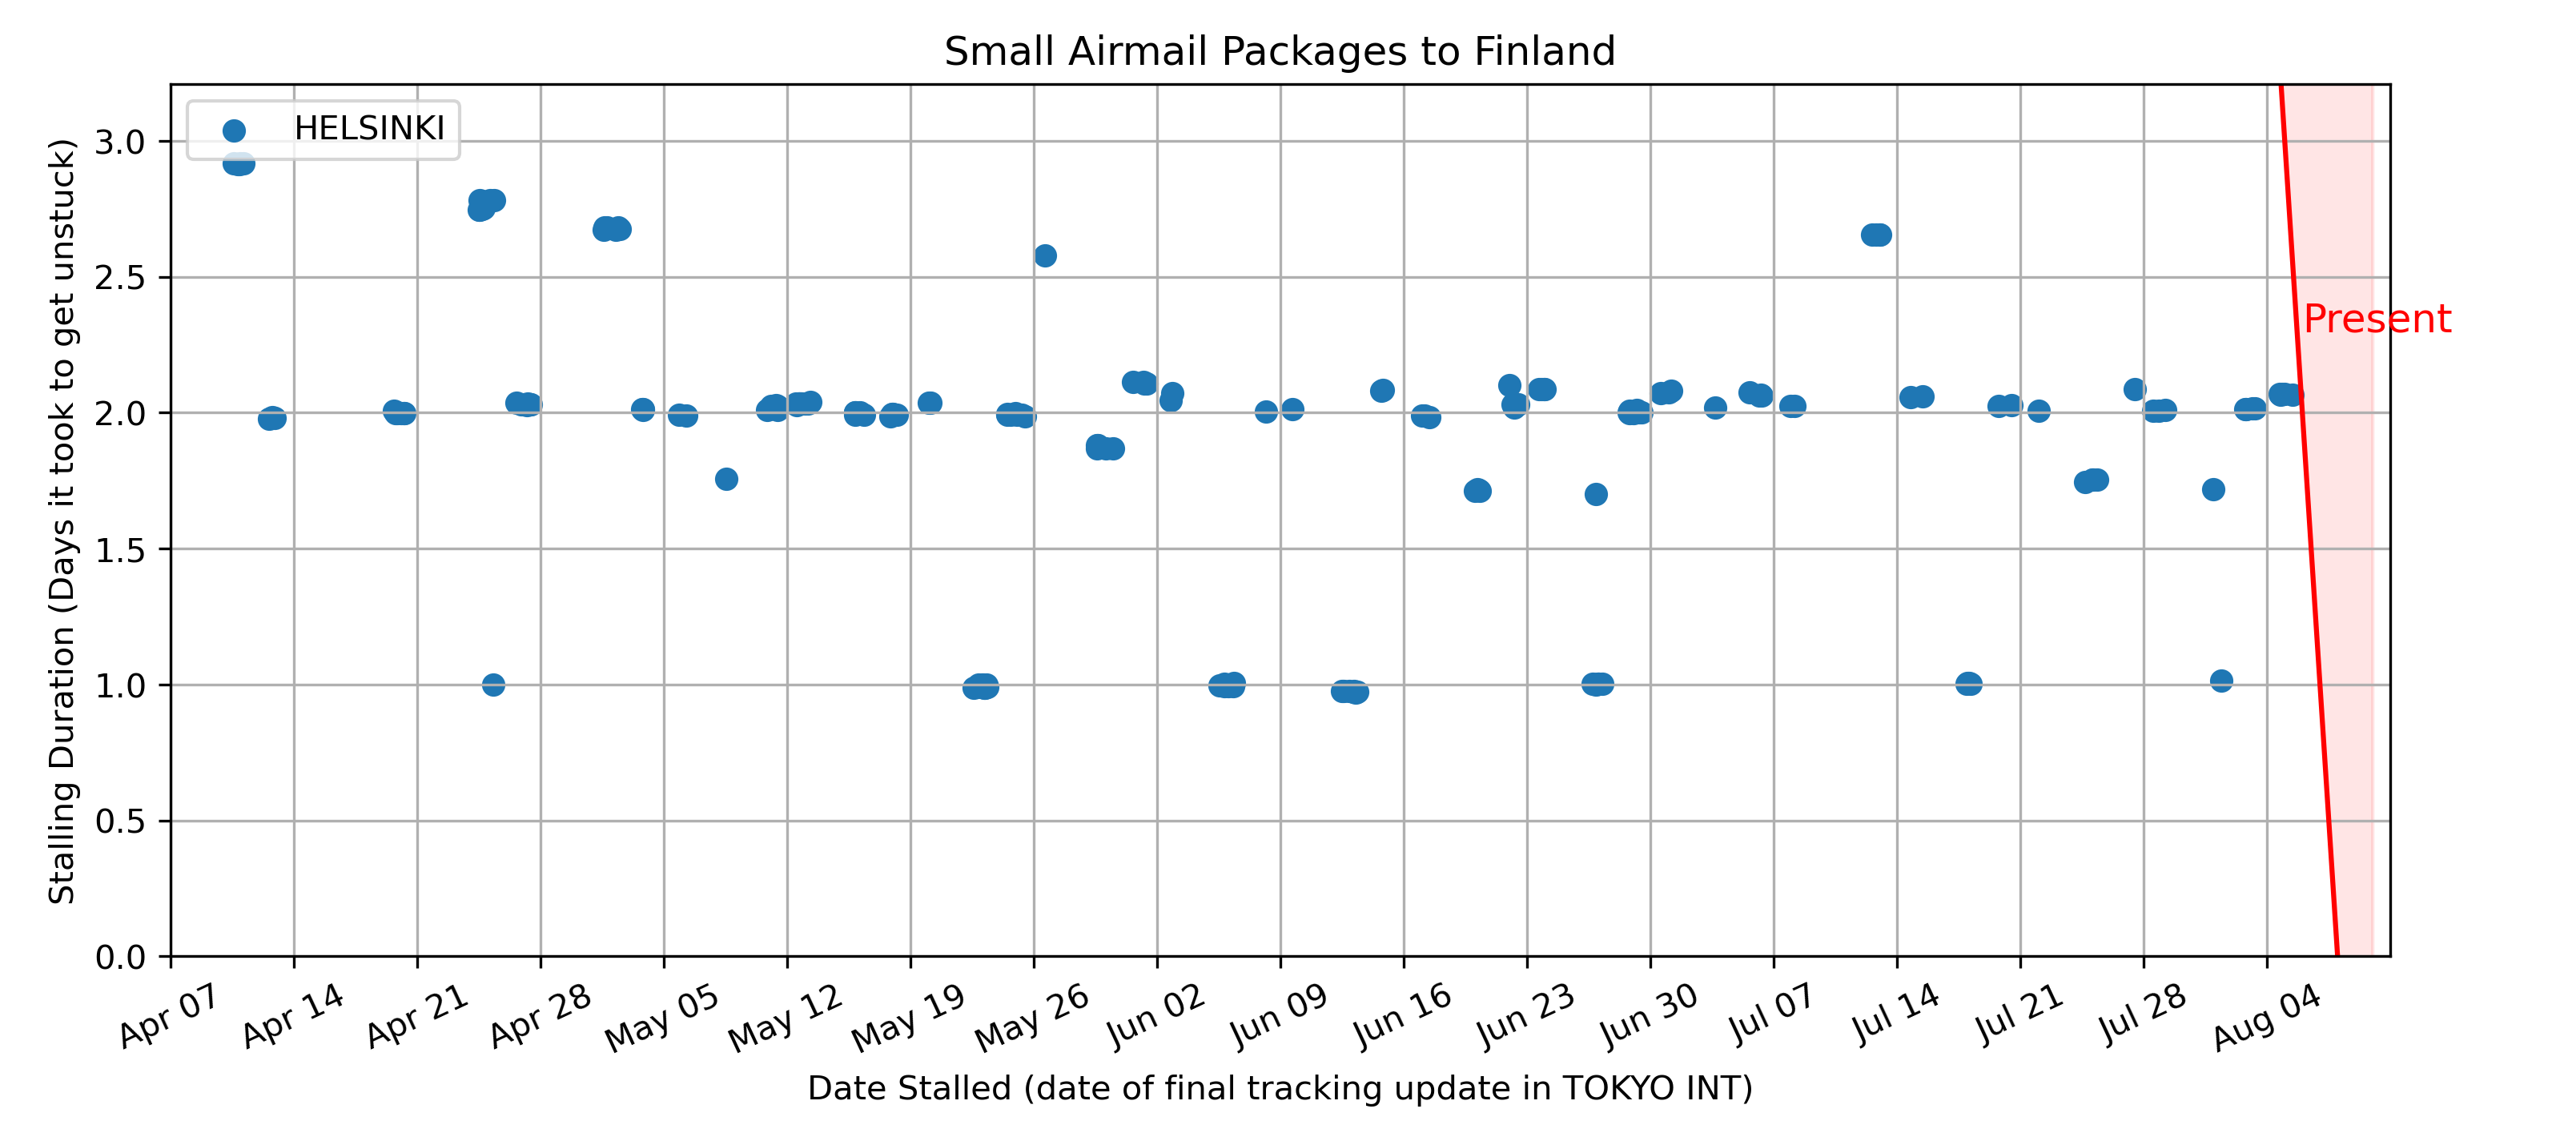 Small Airmail Packages to Finland
HELSINKI
Stalling Duration (Days it took to get unstuck)
3.0
2.5
2.0
1.5
1.0
0.5
0.0
Present
Apr 07 Apr 14 Apr 21 Apr 28 May 05 May 12 May 19 May 26 Jun 02 Jun 09 Jun 16 Jun 23 Jun 30 Jul 07 Jul 14 Jul 21 Jul 28 Aug 04
Date Stalled (date of final tracking update in TOKYO INT)